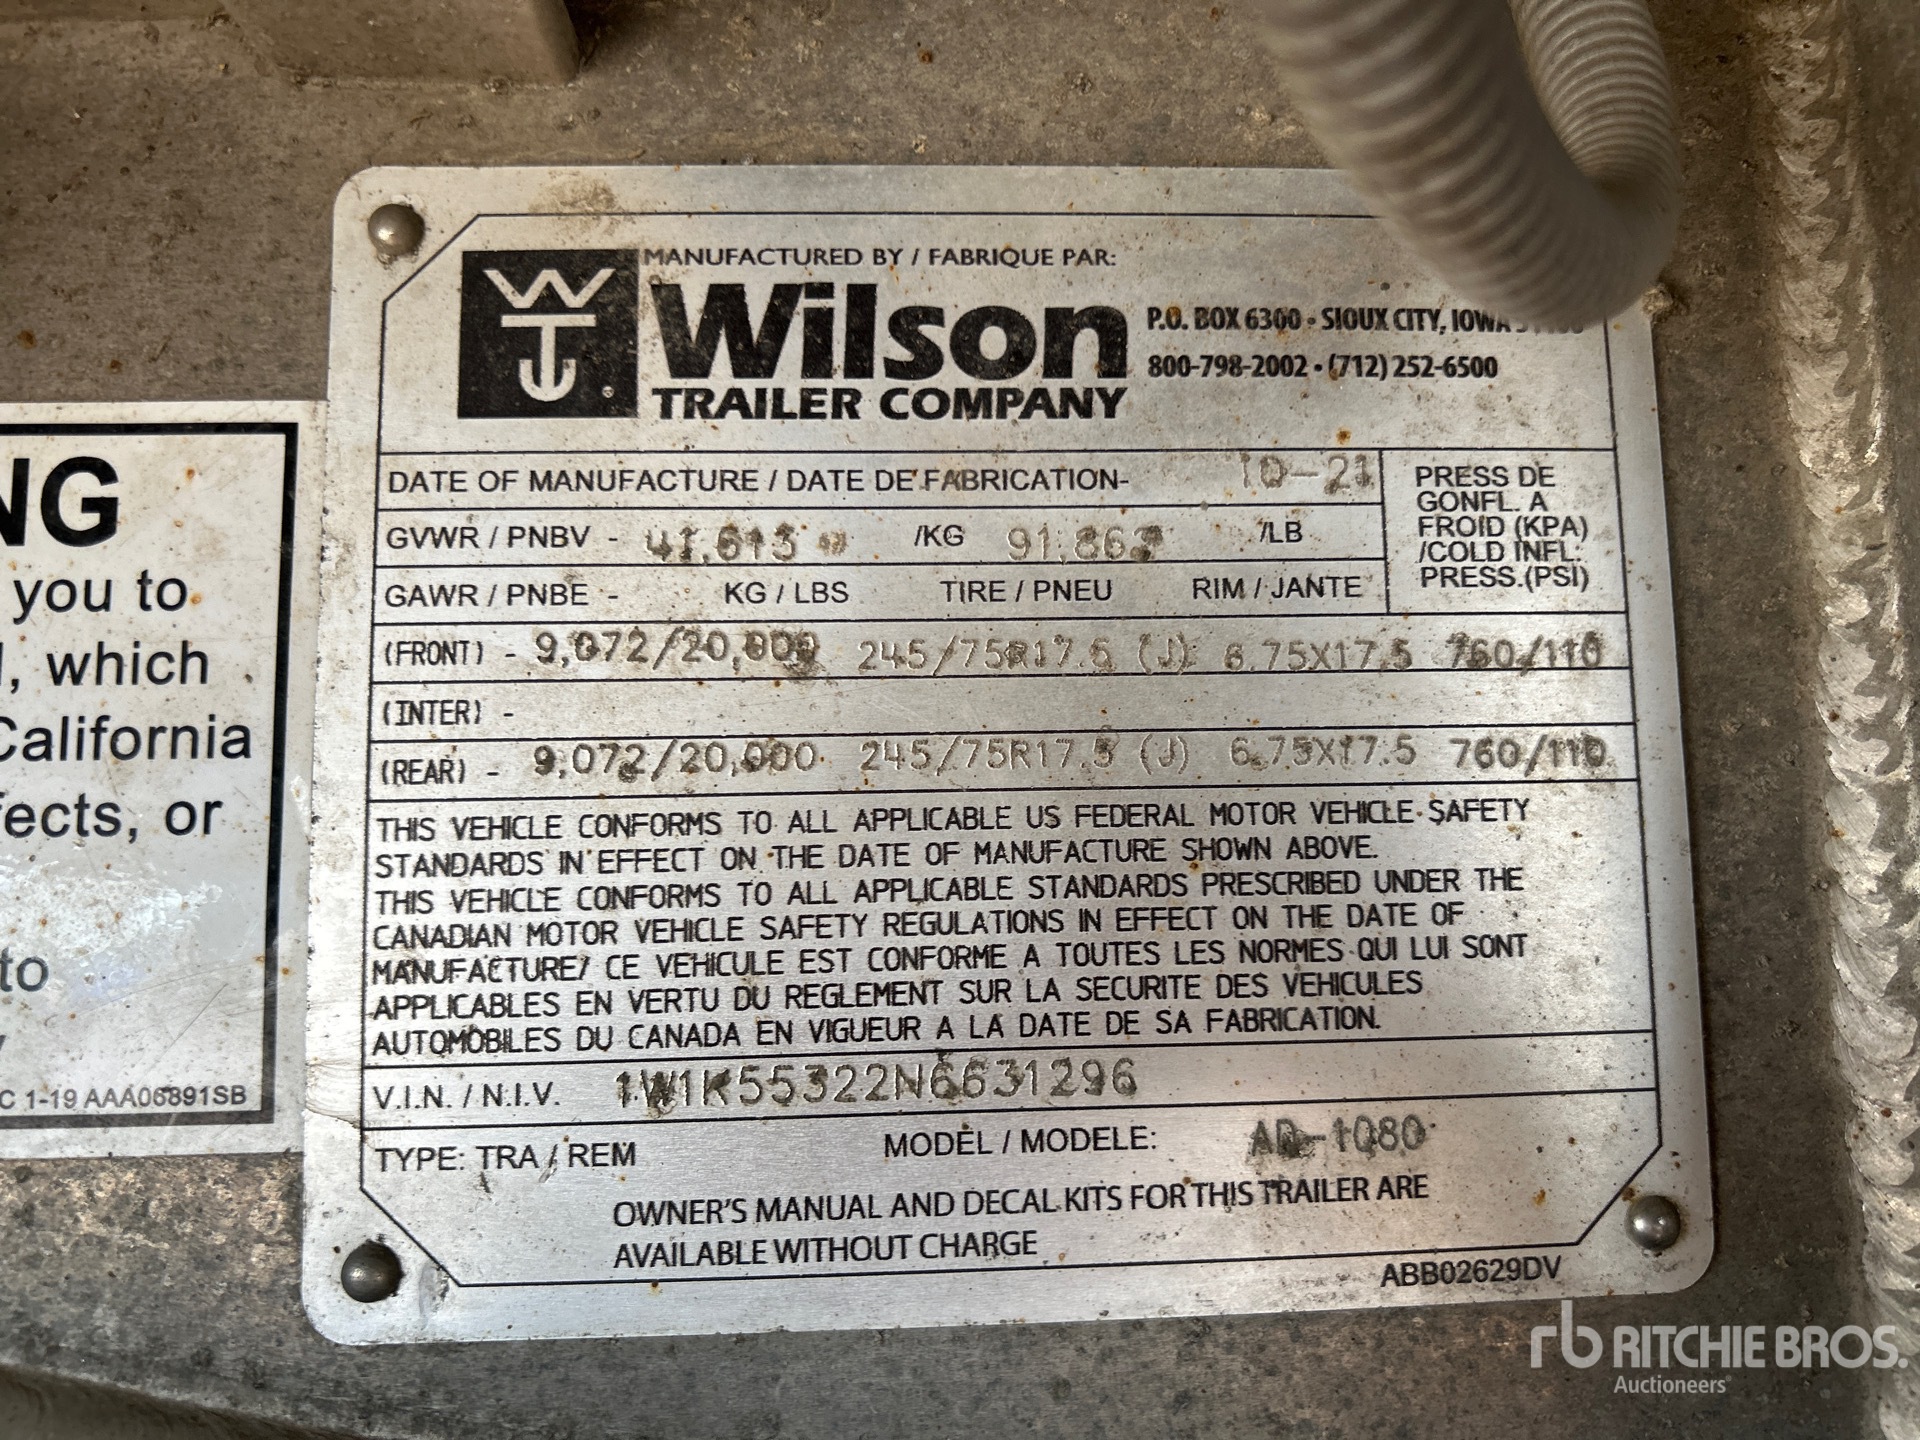 NG
you to
, which
California
fects, or
to
C 1-19 AAA06891SB
MANUFACTURED BY / FABRIQUE PAR:
WTJ
Wilson
TRAILER COMPANY
P.O. BOX 6300 • SIOUX CITY, IOWA
800-798-2002 • (712) 252-6500
DATE OF MANUFACTURE / DATE DE FABRICATION- 10-21
GVWR / PNBV - 41,613 /KG 91,863 /LB
PRESS DE
GONFL. A
FROID (KPA)
/COLD INFL:
PRESS.(PSI)
GAWR / PNBE - KG / LBS TIRE / PNEU RIM / JANTE
(FRONT) - 9,072/20,000 245/75R17.5 (J) 6.75X17.5 760/110
(INTER) -
(REAR) - 9,072/20,000 245/75R17.5 (J) 6.75X17.5 760/110
THIS VEHICLE CONFORMS TO ALL APPLICABLE US FEDERAL MOTOR VEHICLE SAFETY
STANDARDS IN EFFECT ON THE DATE OF MANUFACTURE SHOWN ABOVE.
THIS VEHICLE CONFORMS TO ALL APPLICABLE STANDARDS PRESCRIBED UNDER THE
CANADIAN MOTOR VEHICLE SAFETY REGULATIONS IN EFFECT ON THE DATE OF
MANUFACTURE/ CE VEHICULE EST CONFORME A TOUTES LES NORMES QUI LUI SONT
APPLICABLES EN VERTU DU REGLEMENT SUR LA SECURITE DES VEHICULES
AUTOMOBILES DU CANADA EN VIGUEUR A LA DATE DE SA FABRICATION.
V.I.N. / N.I.V. 1W1K55322N6631296
TYPE: TRA / REM MODEL / MODELE: AD-1080
OWNER'S MANUAL AND DECAL KITS FOR THIS TRAILER ARE
AVAILABLE WITHOUT CHARGE
ABB02629DV
rb RITCHIE BROS.
Auctioneers